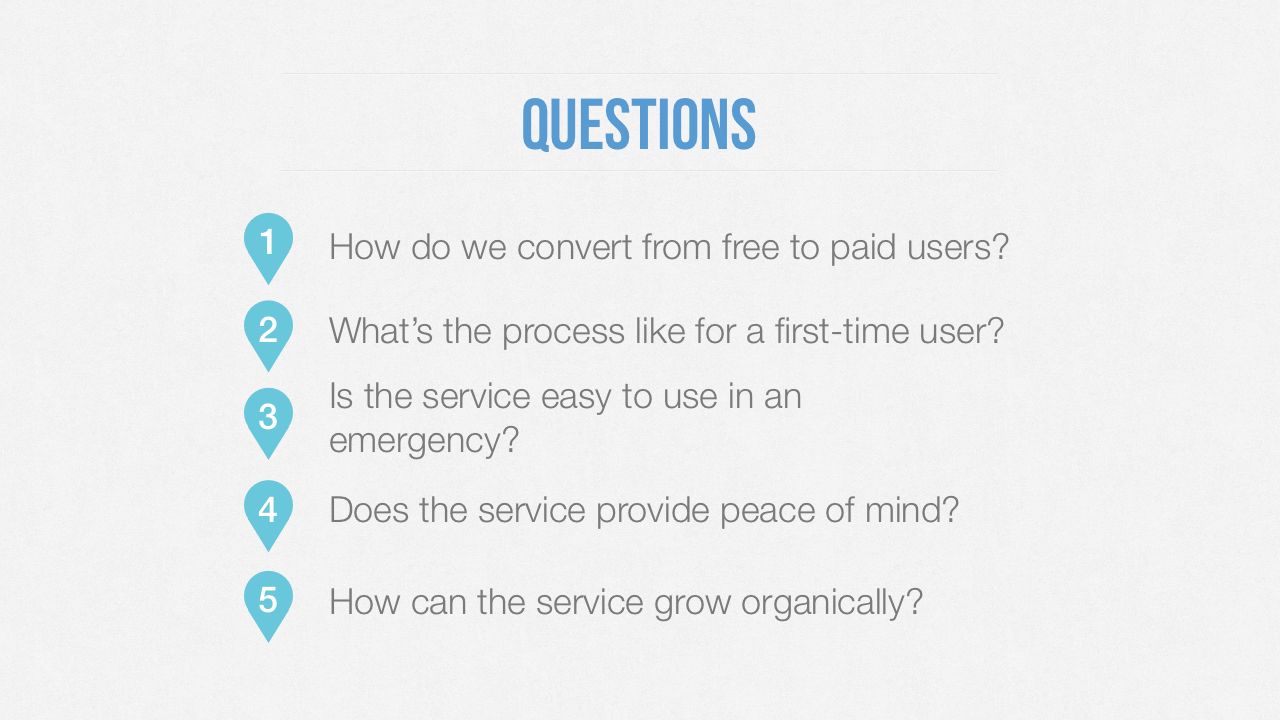 QUESTIONS
1 How do we convert from free to paid users?
2 What’s the process like for a first-time user?
3 Is the service easy to use in an
emergency?
4 Does the service provide peace of mind?
5 How can the service grow organically?